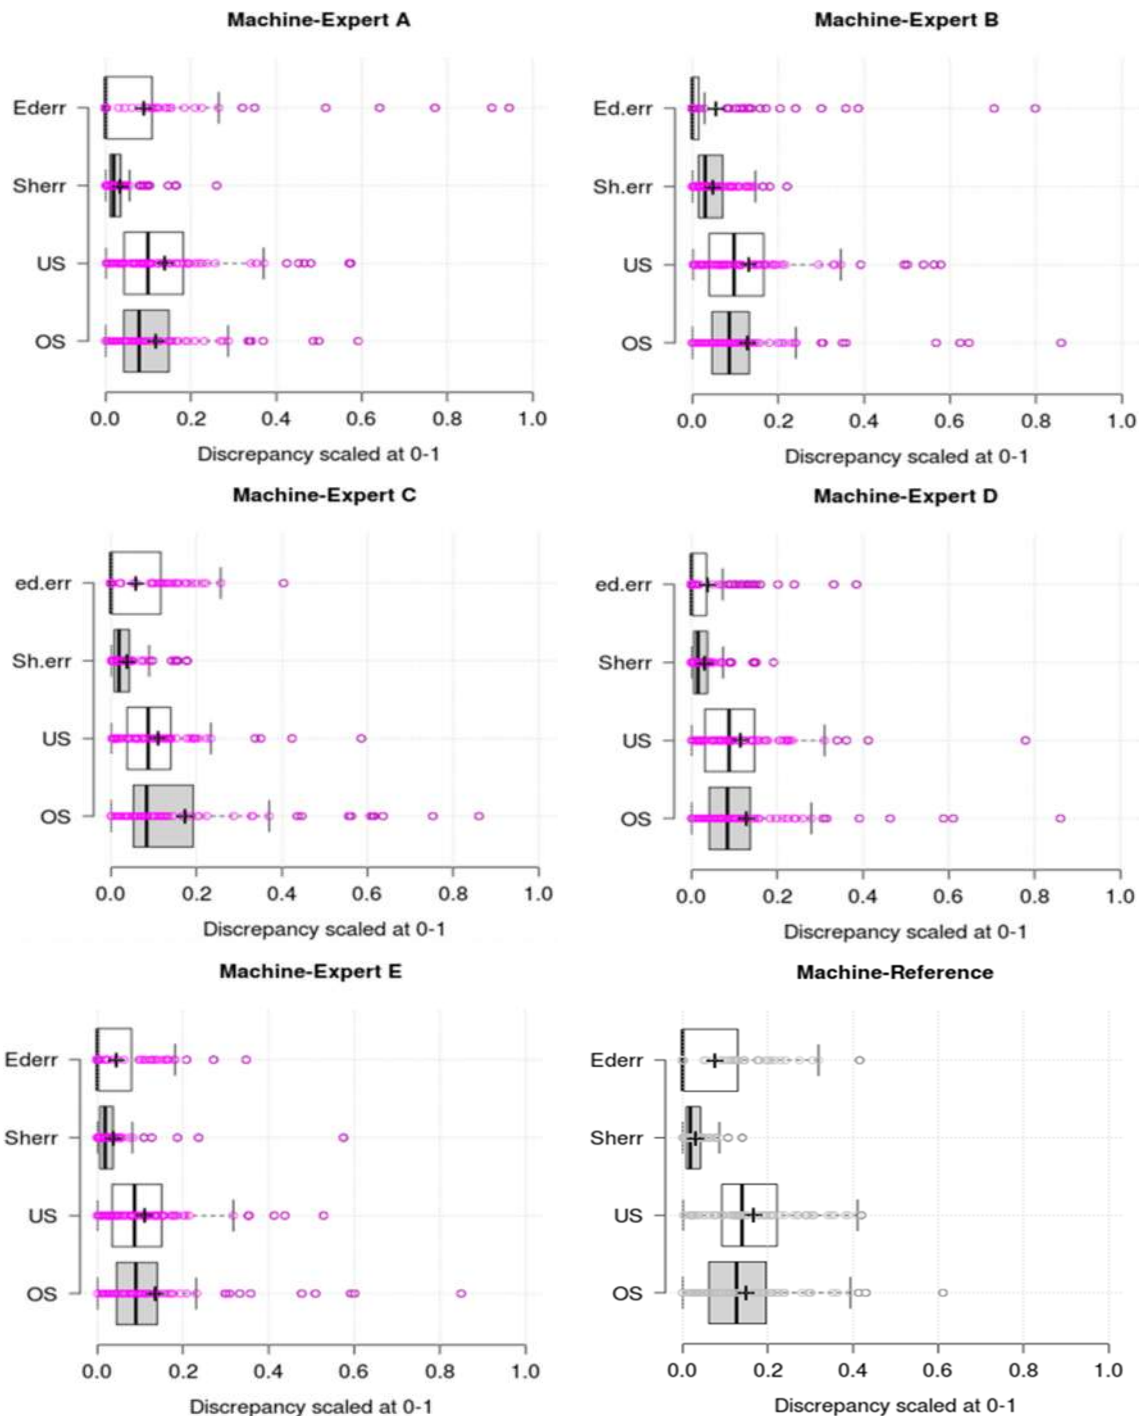 Machine-Expert A
Ederr
Sherr
US
OS
0.0 0.2 0.4 0.6 0.8 1.0
Discrepancy scaled at 0-1
Machine-Expert B
Ed.err
Sh.err
US
OS
0.0 0.2 0.4 0.6 0.8 1.0
Discrepancy scaled at 0-1
Machine-Expert C
ed.err
Sh.err
US
OS
0.0 0.2 0.4 0.6 0.8 1.0
Discrepancy scaled at 0-1
Machine-Expert D
ed.err
Sherr
US
OS
0.0 0.2 0.4 0.6 0.8 1.0
Discrepancy scaled at 0-1
Machine-Expert E
Ederr
Sherr
US
OS
0.0 0.2 0.4 0.6 0.8 1.0
Discrepancy scaled at 0-1
Machine-Reference
Ederr
Sherr
US
OS
0.0 0.2 0.4 0.6 0.8 1.0
Discrepancy scaled at 0-1